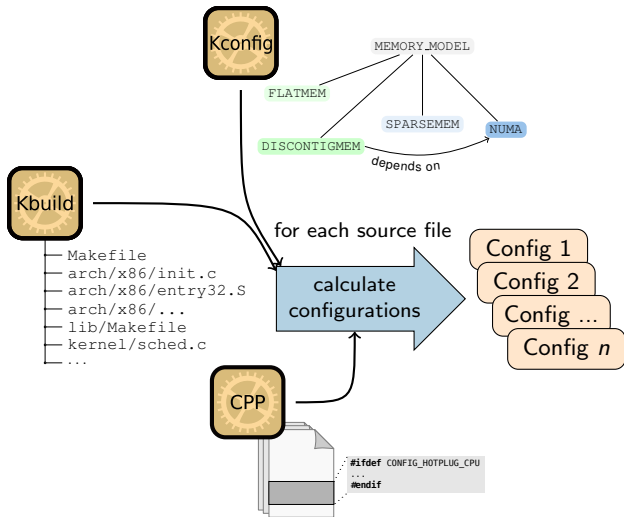 Kconfig
MEMORY_MODEL
FLATMEM
SPARSEMEM
NUMA
DISCONTIGMEM
depends on
Kbuild
Makefile
arch/x86/init.c
arch/x86/entry32.S
arch/x86/...
lib/Makefile
kernel/sched.c
...
for each source file
calculate
configurations
Config 1
Config 2
Config ...
Config n
CPP
#ifdef CONFIG_HOTPLUG_CPU
...
#endif